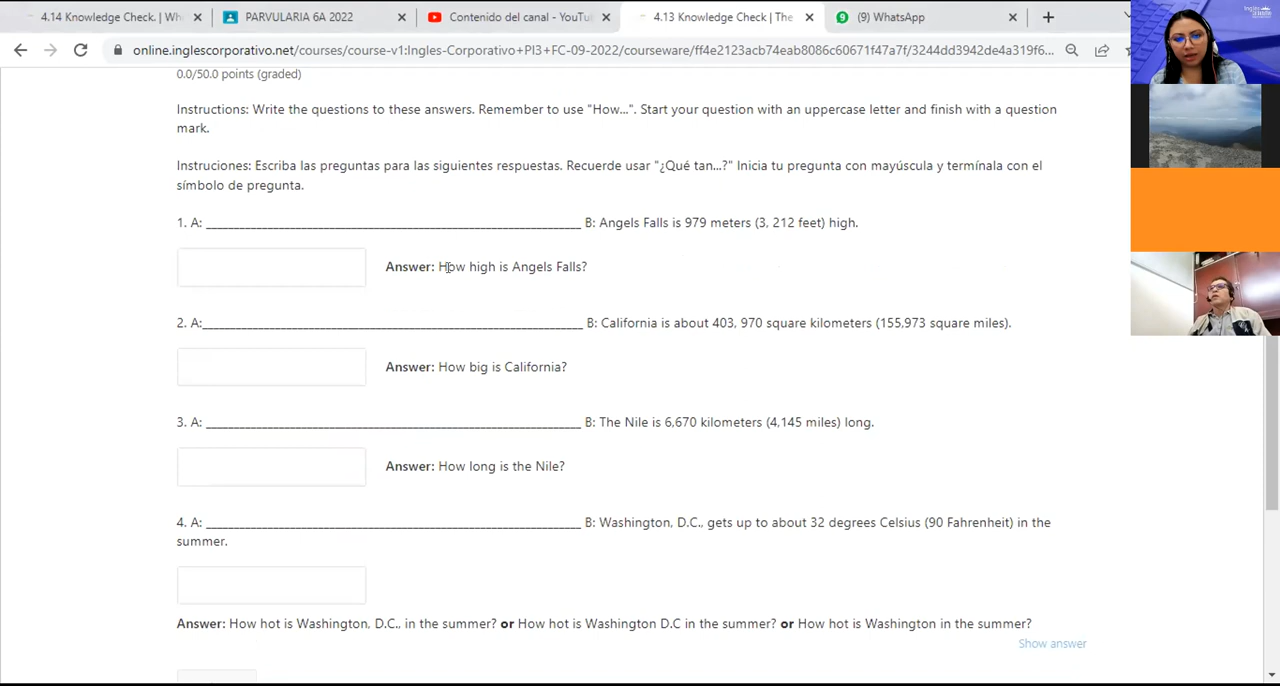 4.14 Knowledge Check. | Wh
PARVULARIA 6A 2022
Contenido del canal - YouTu
4.13 Knowledge Check | The
(9) WhatsApp
online.inglescorporativo.net/courses/course-v1:Ingles-Corporativo+PI3+FC-09-2022/courseware/ff4e2123acb74eab8086c60671f47a7f/3244dd3942de4a319f6...
0.0/50.0 points (graded)
Instructions: Write the questions to these answers. Remember to use "How...". Start your question with an uppercase letter and finish with a question
mark.
Instruciones: Escriba las preguntas para las siguientes respuestas. Recuerde usar "¿Qué tan...?" Inicia tu pregunta con mayúscula y termínala con el
símbolo de pregunta.
1. A: ______________________________________________________ B: Angels Falls is 979 meters (3, 212 feet) high.
Answer: How high is Angels Falls?
2. A:______________________________________________________ B: California is about 403, 970 square kilometers (155,973 square miles).
Answer: How big is California?
3. A: ______________________________________________________ B: The Nile is 6,670 kilometers (4,145 miles) long.
Answer: How long is the Nile?
4. A: ______________________________________________________ B: Washington, D.C., gets up to about 32 degrees Celsius (90 Fahrenheit) in the
summer.
Answer: How hot is Washington, D.C., in the summer? or How hot is Washington D.C in the summer? or How hot is Washington in the summer?
Show answer